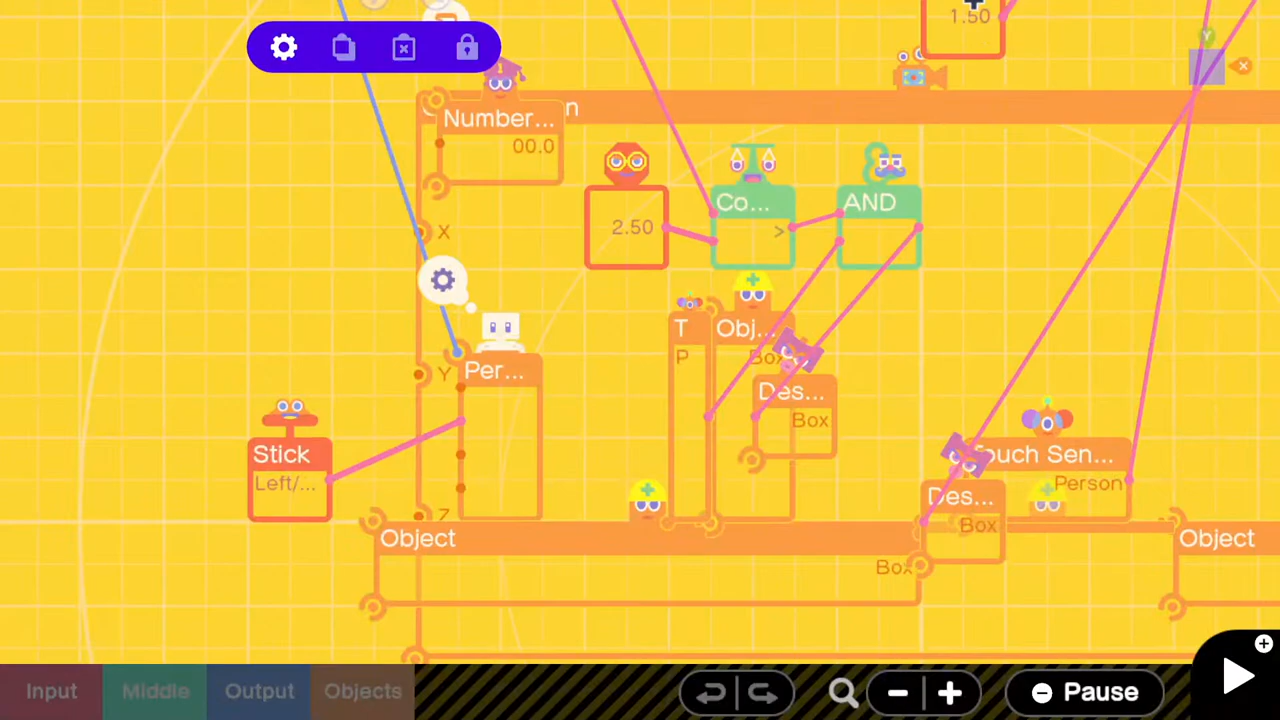 1.50
Y
X
n
Number...
00.0
2.50
Co...
>
AND
X
T
P
Obj...
Box
Des...
Box
Per...
Y
Stick
Left/...
Z
Touch Sen...
Person
Des...
Box
Object
Box
Object
Input
Middle
Output
Objects
Pause